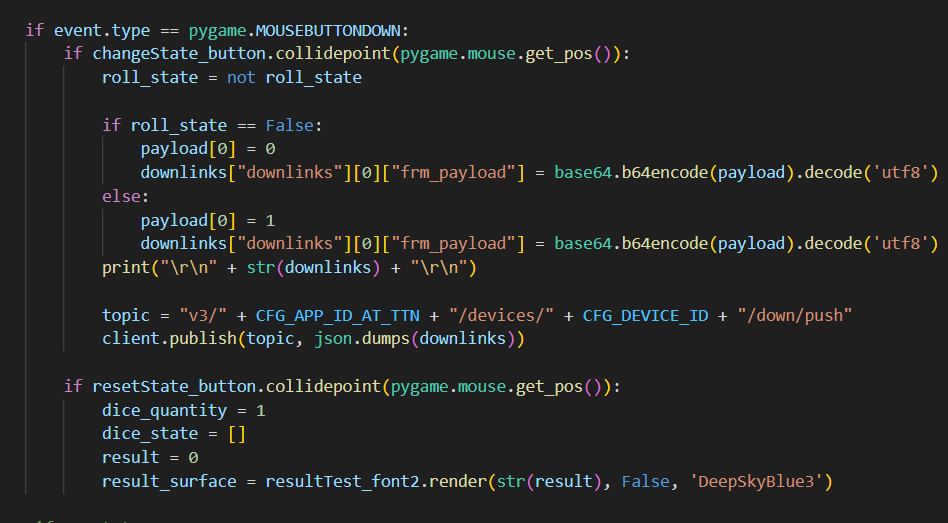 if event.type == pygame.MOUSEBUTTONDOWN:
    if changeState_button.collidepoint(pygame.mouse.get_pos()):
        roll_state = not roll_state

        if roll_state == False:
            payload[0] = 0
            downlinks["downlinks"][0]["frm_payload"] = base64.b64encode(payload).decode('utf8')
        else:
            payload[0] = 1
            downlinks["downlinks"][0]["frm_payload"] = base64.b64encode(payload).decode('utf8')
        print("\r\n" + str(downlinks) + "\r\n")

        topic = "v3/" + CFG_APP_ID_AT_TTN + "/devices/" + CFG_DEVICE_ID + "/down/push"
        client.publish(topic, json.dumps(downlinks))

    if resetState_button.collidepoint(pygame.mouse.get_pos()):
        dice_quantity = 1
        dice_state = []
        result = 0
        result_surface = resultTest_font2.render(str(result), False, 'DeepSkyBlue3')